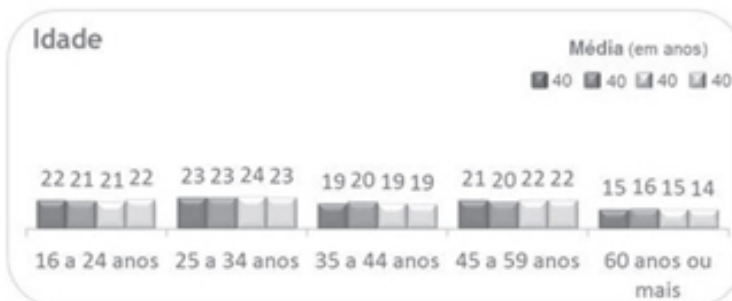 Idade
Média (em anos)
40 40 40 40
22 21 21 22 23 23 24 23 19 20 19 19 21 20 22 22 15 16 15 14
16 a 24 anos 25 a 34 anos 35 a 44 anos 45 a 59 anos 60 anos ou
mais